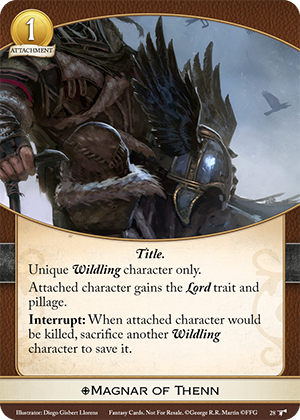 1
ATTACHMENT
Title.
Unique Wildling character only.
Attached character gains the Lord trait and
pillage.
Interrupt: When attached character would
be killed, sacrifice another Wildling
character to save it.
Magnar of Thenn
Illustrator: Diego Gisbert Llorens Fantasy Cards. Not For Resale. ©George R.R. Martin ©FFG 28